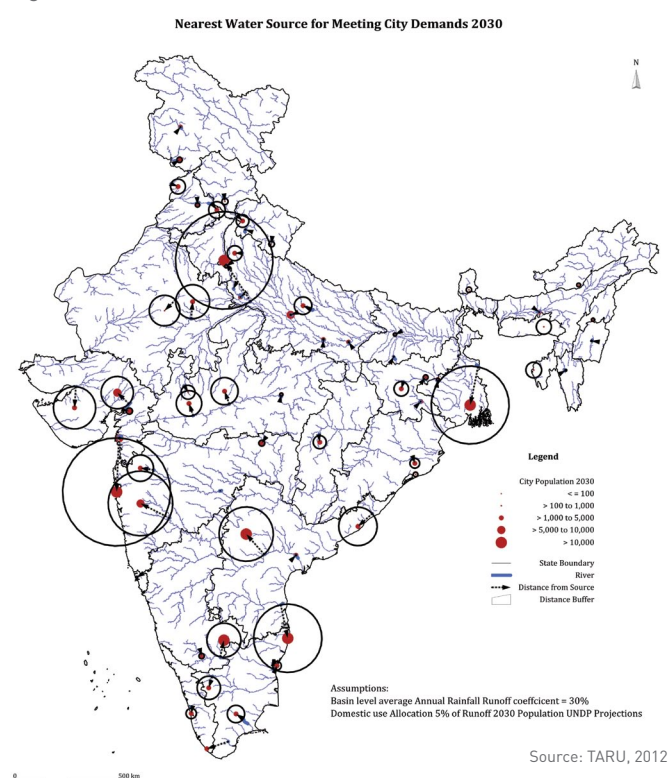 Nearest Water Source for Meeting City Demands 2030
N
Legend
City Population 2030
< = 100
> 100 to 1,000
> 1,000 to 5,000
> 5,000 to 10,000
> 10,000
State Boundary
River
Distance from Source
Distance Buffer
Assumptions:
Basin level average Annual Rainfall Runoff coeffcicent = 30%
Domestic use Allocation 5% of Runoff 2030 Population UNDP Projections
Source: TARU, 2012
0 500 km